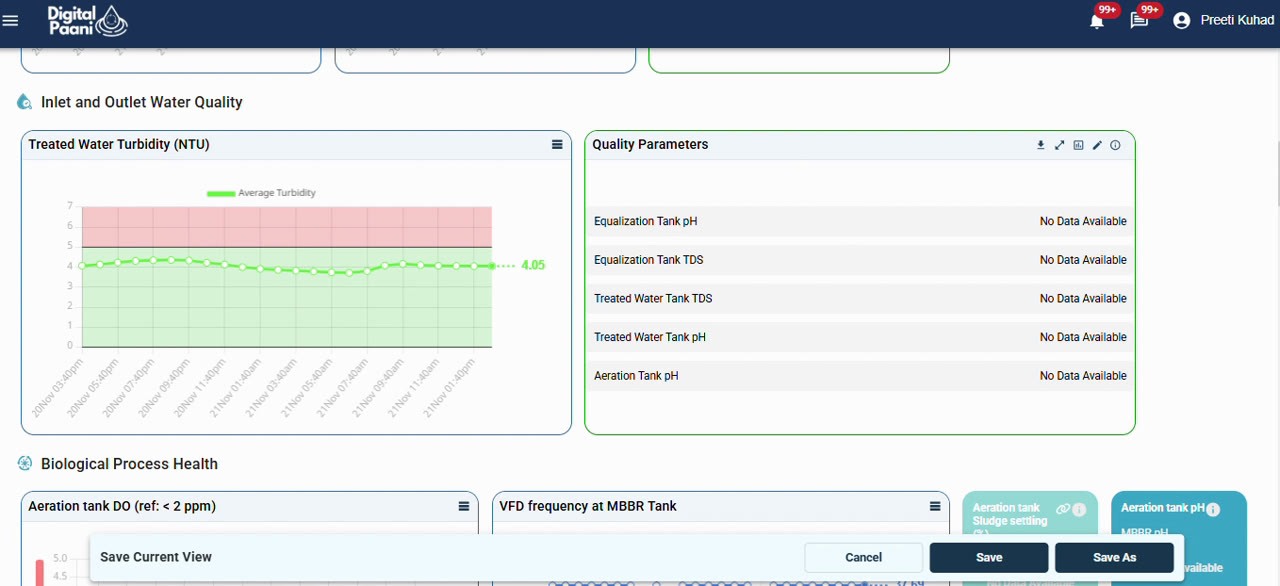 Digital
Paani
99+
99+
Preeti Kuhad
Inlet and Outlet Water Quality
Treated Water Turbidity (NTU)
Average Turbidity
7
6
5
4
3
2
1
0
4.05
20Nov 03:40pm
20Nov 05:40pm
20Nov 07:40pm
20Nov 09:40pm
20Nov 11:40pm
21Nov 01:40am
21Nov 03:40am
21Nov 05:40am
21Nov 07:40am
21Nov 09:40am
21Nov 11:40am
21Nov 01:40pm
Quality Parameters
Equalization Tank pH No Data Available
Equalization Tank TDS No Data Available
Treated Water Tank TDS No Data Available
Treated Water Tank pH No Data Available
Aeration Tank pH No Data Available
Biological Process Health
Aeration tank DO (ref: < 2 ppm)
5.0
4.5
VFD frequency at MBBR Tank
Aeration tank
Sludge settling
Aeration tank pH
MBBR pH
Save Current View
Cancel
Save
Save As